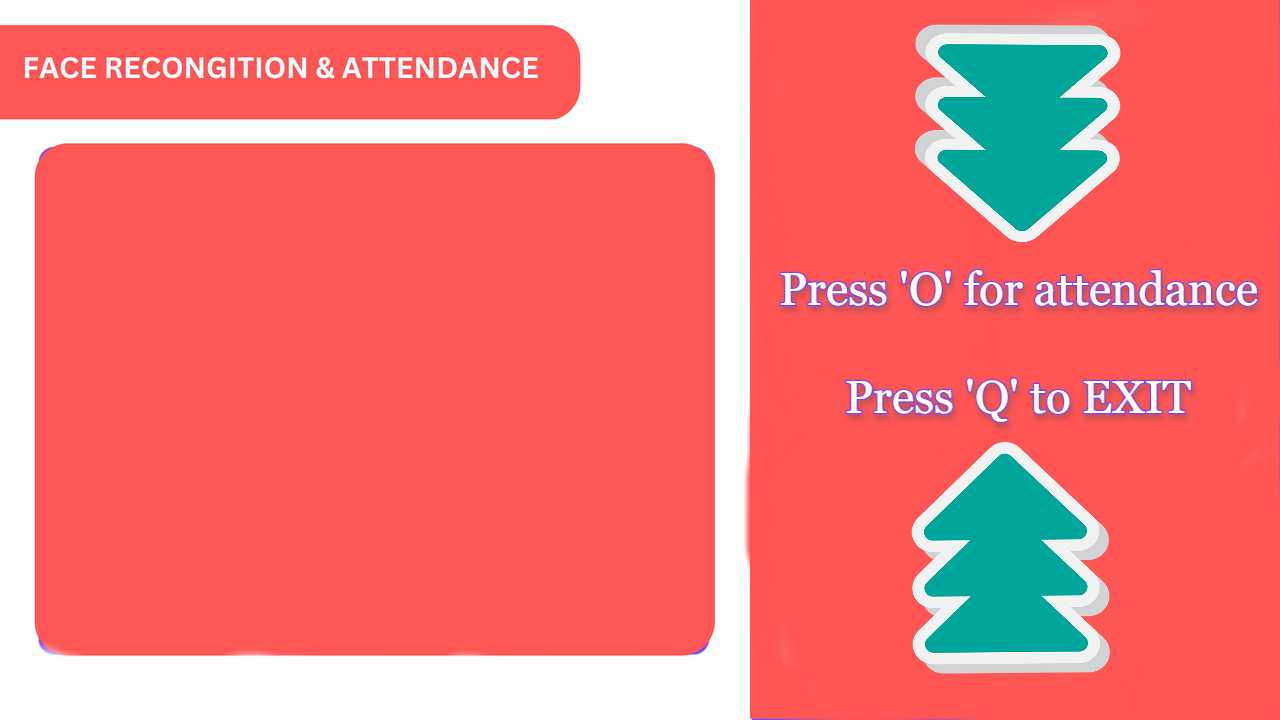 FACE RECONGITION & ATTENDANCE
Press 'O' for attendance
Press 'Q' to EXIT